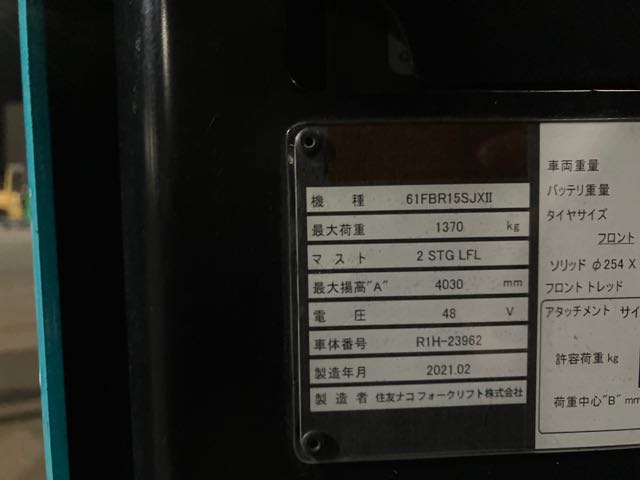 機 種 61FBR15SJXⅡ
最大荷重 1370 kg
マ ス ト 2 STG LFL
最大揚高"A" 4030 mm
電 圧 48 V
車体番号 R1H-23962
製造年月 2021.02
製 造 者 住友ナコ フォークリフト株式会社
車両重量
バッテリ重量
タイヤサイズ
フロント
ソリッド φ254 X
フロント トレッド
アタッチメント サイ
許容荷重 kg
荷重中心"B" mm